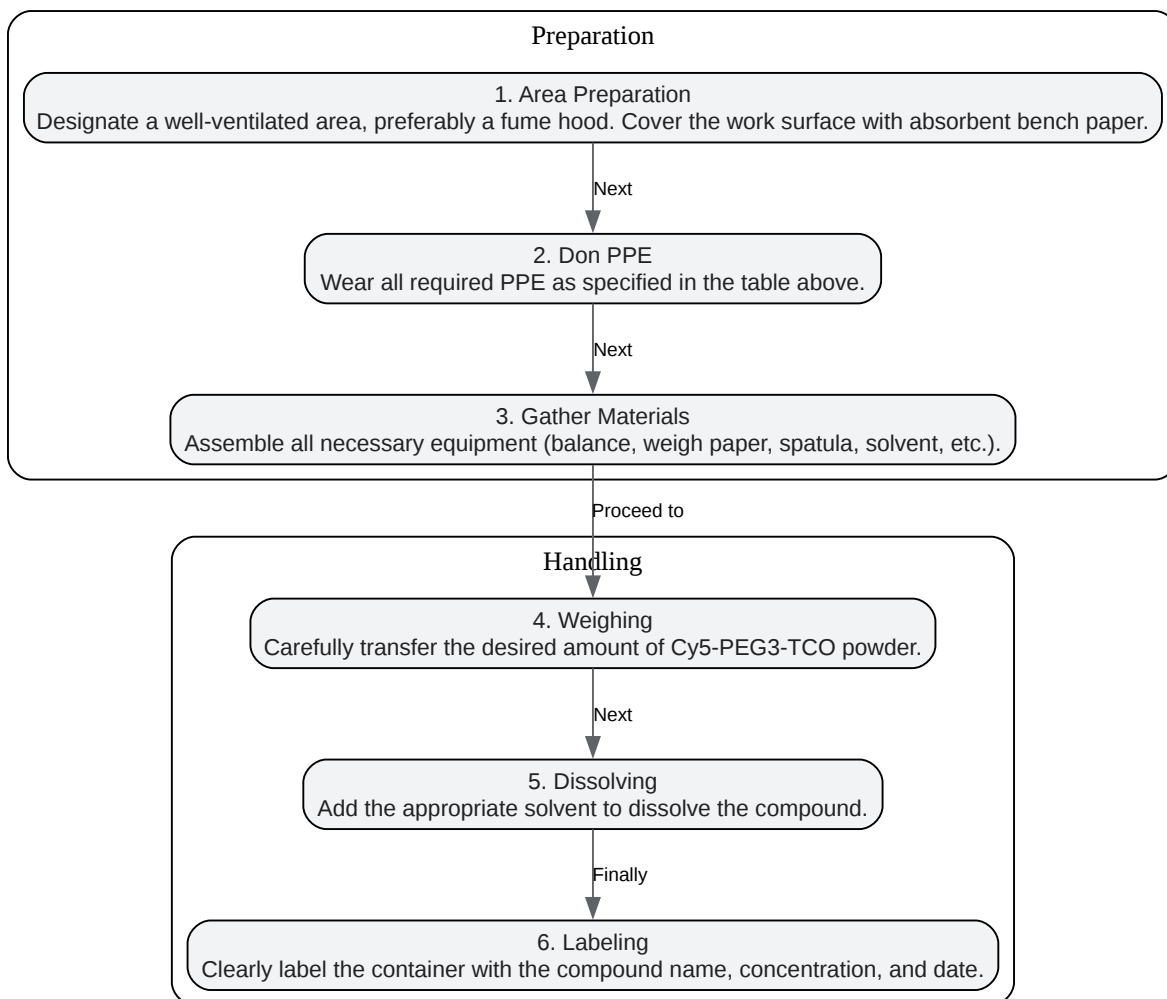 Preparation
1. Area Preparation
Designate a well-ventilated area, preferably a fume hood. Cover the work surface with absorbent bench paper.
Next
2. Don PPE
Wear all required PPE as specified in the table above.
Next
3. Gather Materials
Assemble all necessary equipment (balance, weigh paper, spatula, solvent, etc.).
Proceed to
Handling
4. Weighing
Carefully transfer the desired amount of Cy5-PEG3-TCO powder.
Next
5. Dissolving
Add the appropriate solvent to dissolve the compound.
Finally
6. Labeling
Clearly label the container with the compound name, concentration, and date.